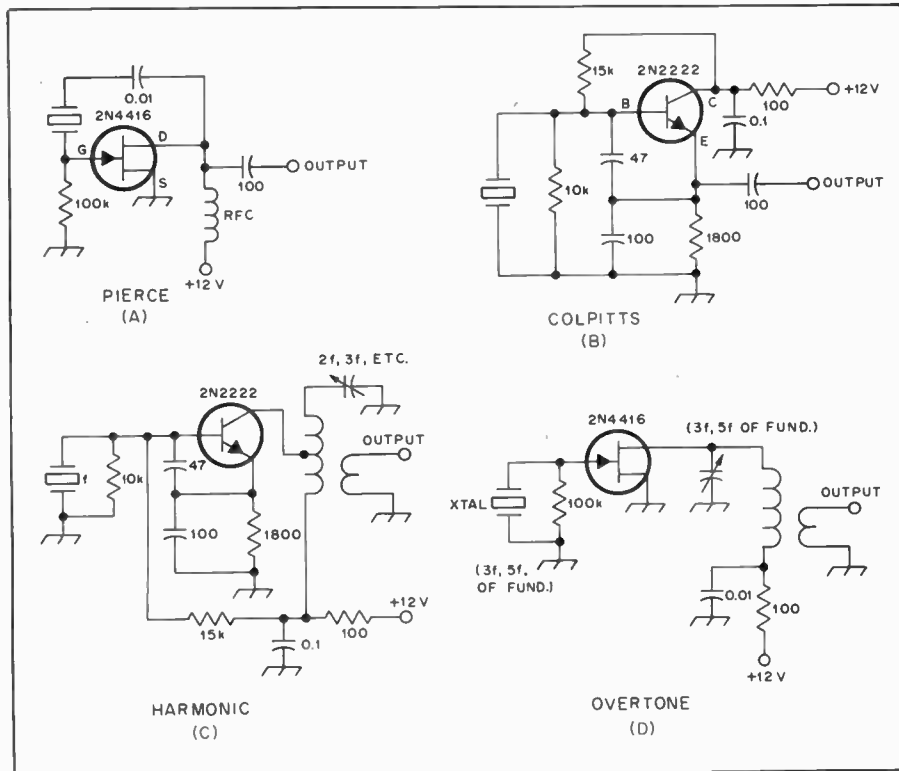 0.01
2N4416
G
D
S
100k
100
OUTPUT
RFC
+12V
PIERCE
(A)
15k
2N2222
B
C
E
100
+12V
0.1
47
10k
100
OUTPUT
100
1800
COLPITTS
(B)
2f, 3f, ETC.
2N2222
OUTPUT
f
10k
47
100
1800
15k
0.1
100
+12V
HARMONIC
(C)
2N4416
(3f, 5f OF FUND.)
XTAL
100k
OUTPUT
(3f, 5f,
OF FUND.)
0.01
100
+12V
OVERTONE
(D)